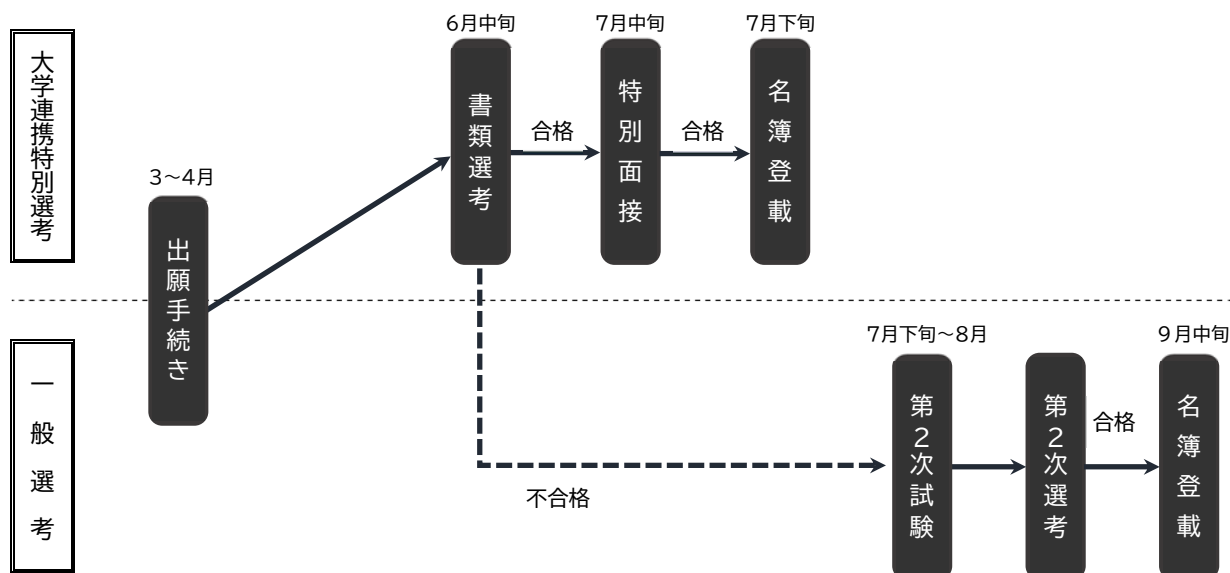 大学連携特別選考
3～4月
出願手続き
6月中旬
書類選考
合格
7月中旬
特別面接
合格
7月下旬
名簿登載
一般選考
不合格
7月下旬～8月
第2次試験
第2次選考
合格
9月中旬
名簿登載